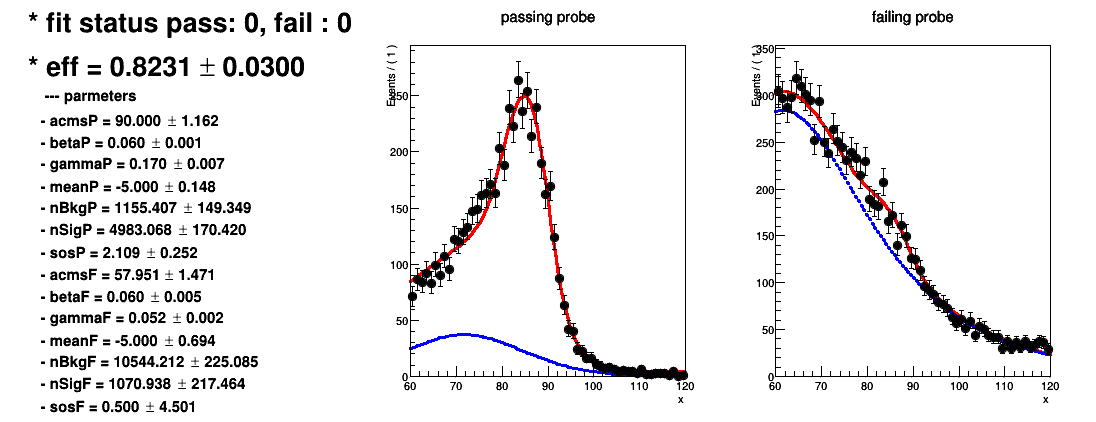 * fit status pass: 0, fail : 0
* eff = 0.8231 ± 0.0300
--- parmeters
- acmsP = 90.000 ± 1.162
- betaP = 0.060 ± 0.001
- gammaP = 0.170 ± 0.007
- meanP = -5.000 ± 0.148
- nBkgP = 1155.407 ± 149.349
- nSigP = 4983.068 ± 170.420
- sosP = 2.109 ± 0.252
- acmsF = 57.951 ± 1.471
- betaF = 0.060 ± 0.005
- gammaF = 0.052 ± 0.002
- meanF = -5.000 ± 0.694
- nBkgF = 10544.212 ± 225.085
- nSigF = 1070.938 ± 217.464
- sosF = 0.500 ± 4.501
passing probe
Events / ( 1 )
250
200
150
100
50
0
60 70 80 90 100 110 120
x
failing probe
Events / ( 1 )
350
300
250
200
150
100
50
0
60 70 80 90 100 110 120
x